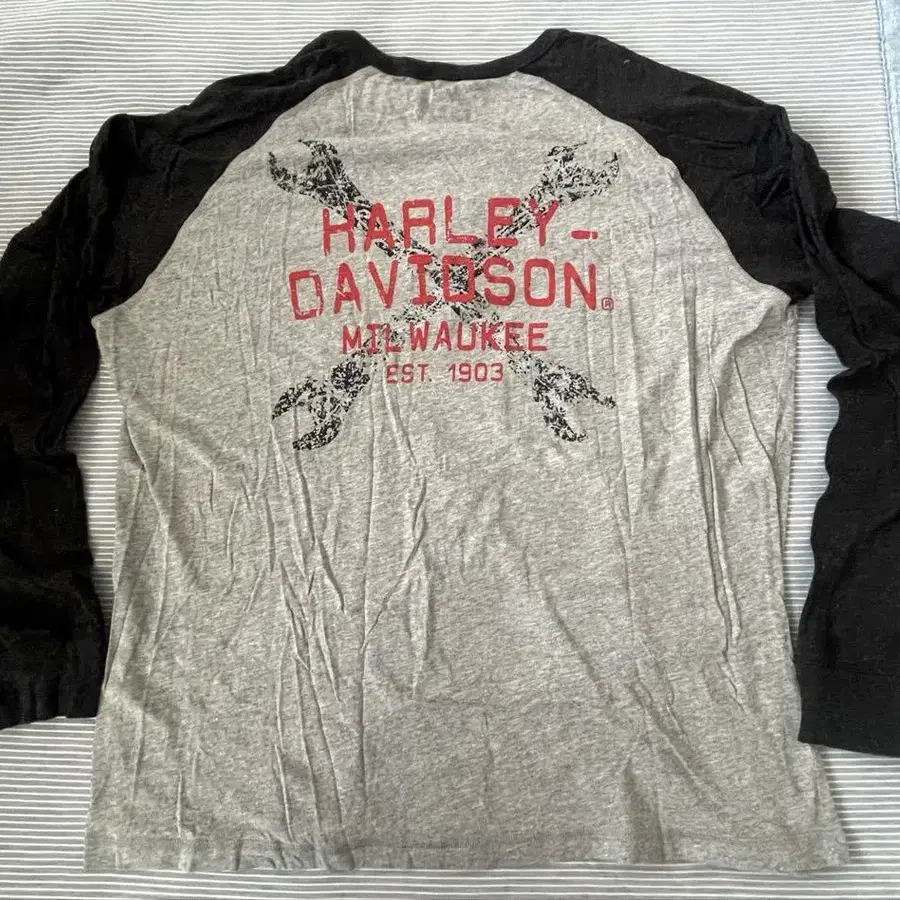 HARLEY-
DAVIDSON®
MILWAUKEE
EST. 1903